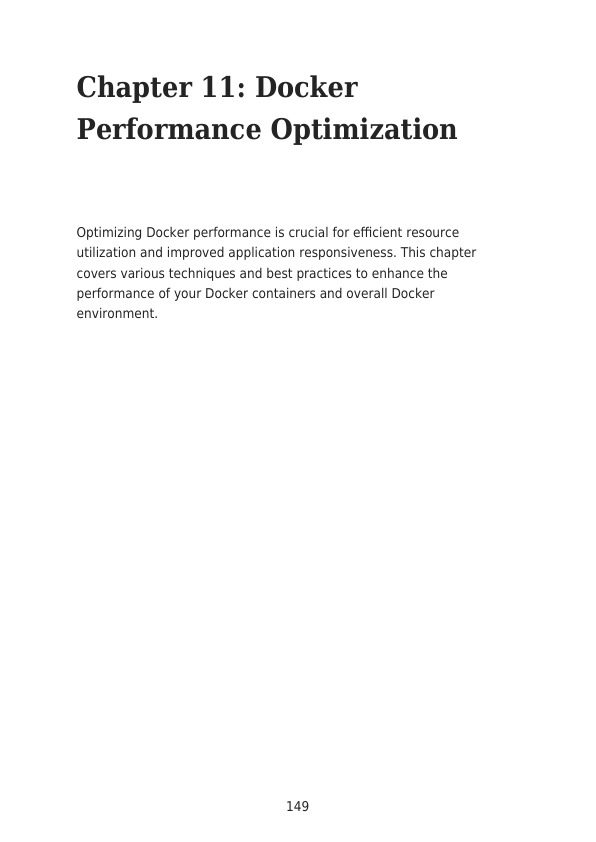 Chapter 11: Docker
Performance Optimization
Optimizing Docker performance is crucial for efficient resource
utilization and improved application responsiveness. This chapter
covers various techniques and best practices to enhance the
performance of your Docker containers and overall Docker
environment.
149